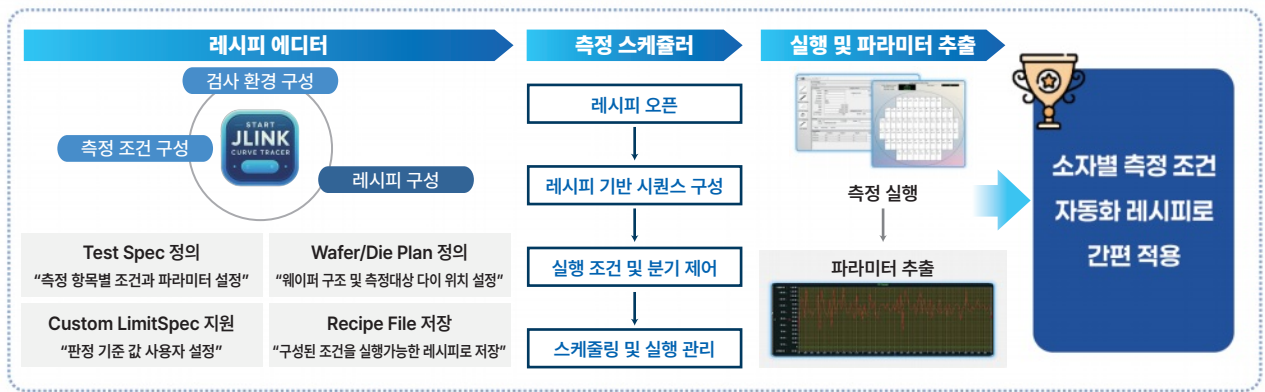 레시피 에디터
검사 환경 구성
START
JLINK
CURVE TRACER
측정 조건 구성
레시피 구성
Test Spec 정의
“측정 항목별 조건과 파라미터 설정”
Wafer/Die Plan 정의
“웨이퍼 구조 및 측정대상 다이 위치 설정”
Custom LimitSpec 지원
“판정 기준 값 사용자 설정”
Recipe File 저장
“구성된 조건을 실행가능한 레시피로 저장”
측정 스케쥴러
레시피 오픈
레시피 기반 시퀀스 구성
실행 조건 및 분기 제어
스케줄링 및 실행 관리
실행 및 파라미터 추출
측정 실행
파라미터 추출
소자별 측정 조건
자동화 레시피로
간편 적용